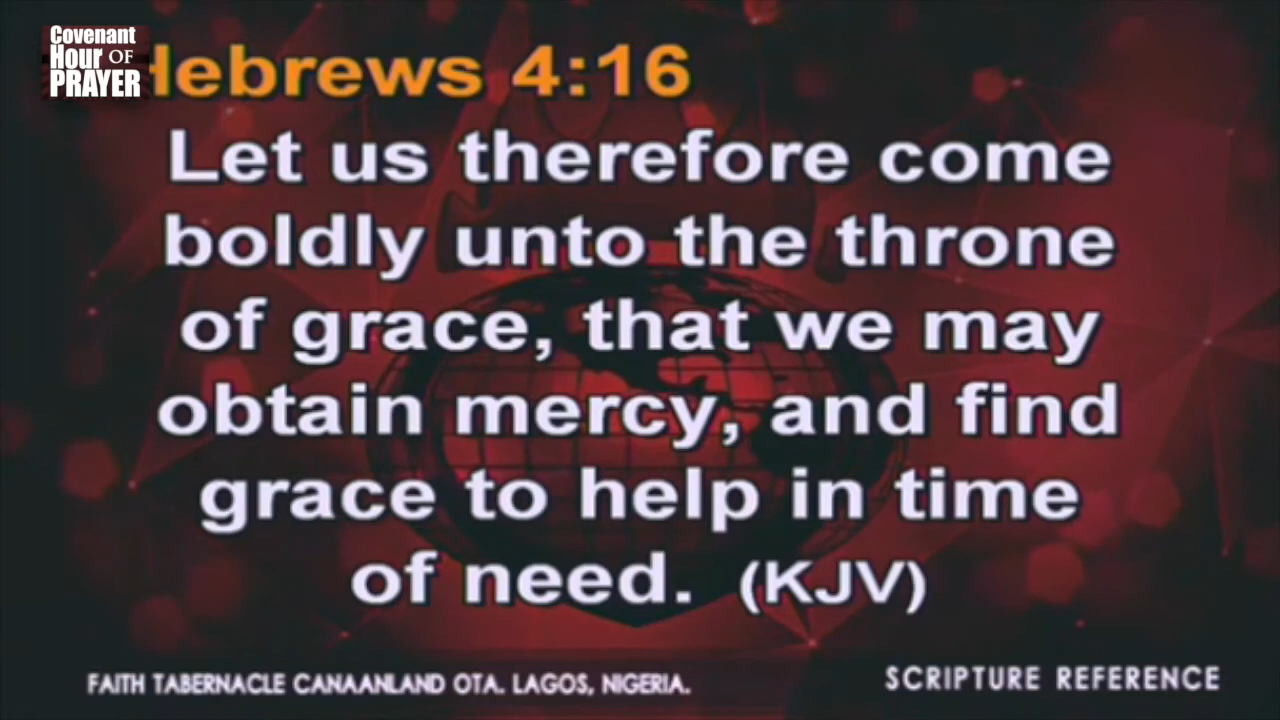 Covenant
Hour OF
PRAYER
Hebrews 4:16
Let us therefore come
boldly unto the throne
of grace, that we may
obtain mercy, and find
grace to help in time
of need. (KJV)
FAITH TABERNACLE CANAANLAND OTA. LAGOS, NIGERIA.
SCRIPTURE REFERENCE